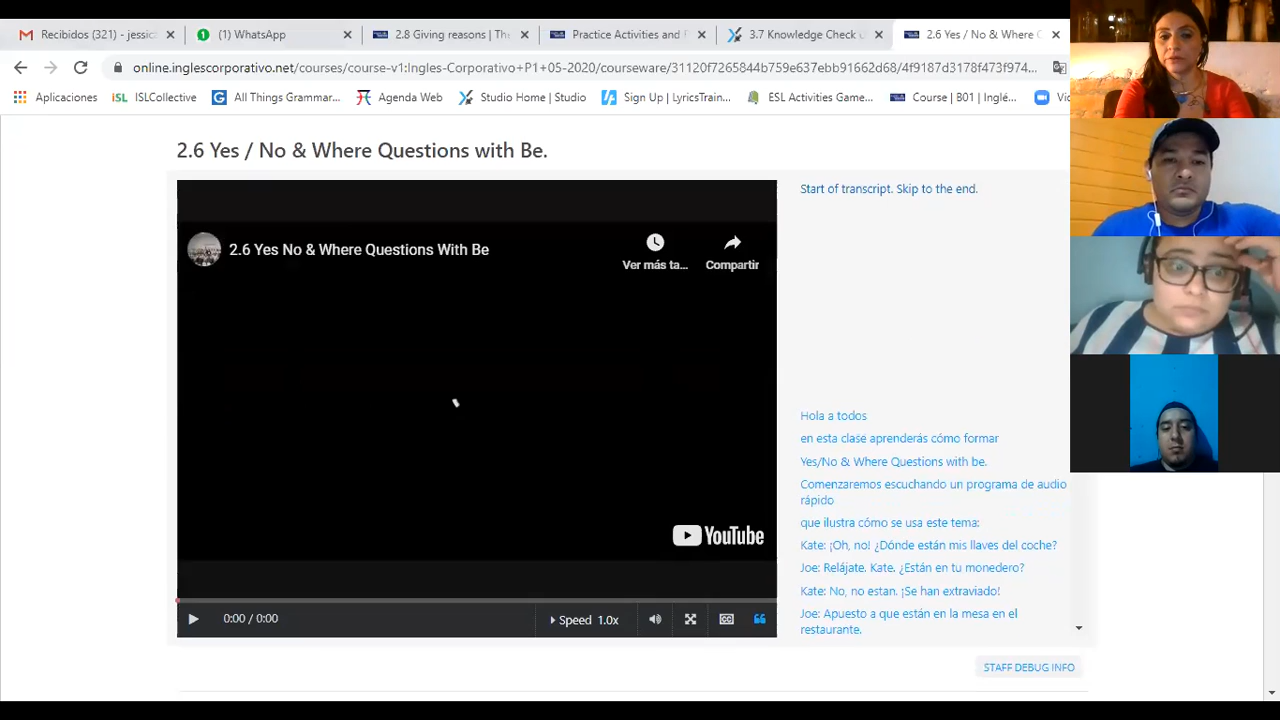 Recibidos (321) - jessic
(1) WhatsApp
2.8 Giving reasons | The
Practice Activities and F
3.7 Knowledge Check u
2.6 Yes / No & Where Q
online.inglescorporativo.net/courses/course-v1:Ingles-Corporativo+P1+05-2020/courseware/31120f7265844b759e637ebb91662d68/4f9187d3178f473f974...
Aplicaciones
iSL ISLCollective
All Things Grammar...
Agenda Web
Studio Home | Studio
Sign Up | LyricsTrain...
ESL Activities Game...
Course | B01 | Inglé...
Vi
2.6 Yes / No & Where Questions with Be.
2.6 Yes No & Where Questions With Be
Ver más ta...
Compartir
YouTube
0:00 / 0:00
Speed 1.0x
CC
Start of transcript. Skip to the end.
Hola a todos
en esta clase aprenderás cómo formar
Yes/No & Where Questions with be.
Comenzaremos escuchando un programa de audio
rápido
que ilustra cómo se usa este tema:
Kate: ¡Oh, no! ¿Dónde están mis llaves del coche?
Joe: Relájate. Kate. ¿Están en tu monedero?
Kate: No, no estan. ¡Se han extraviado!
Joe: Apuesto a que están en la mesa en el
restaurante.
STAFF DEBUG INFO